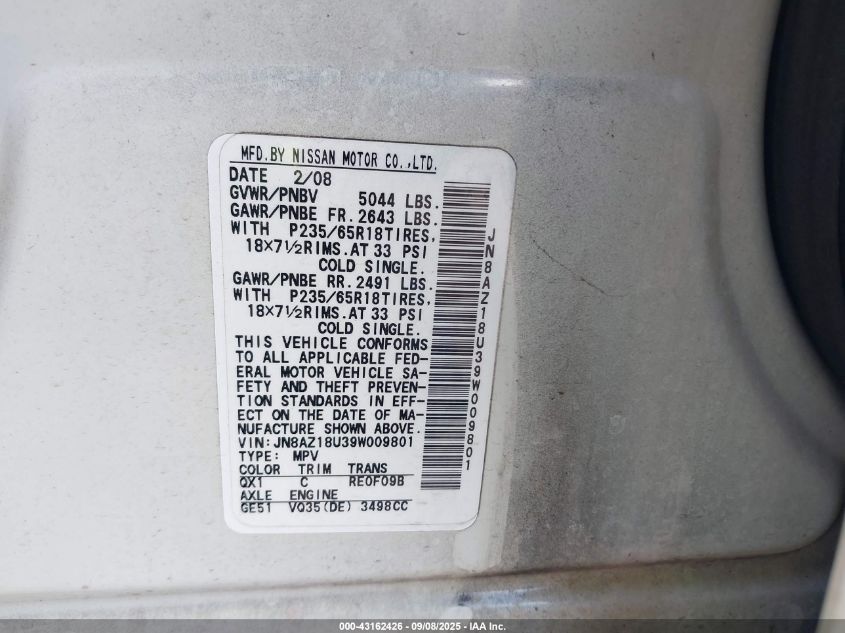 MFD.BY NISSAN MOTOR CO.,LTD.
DATE 2/08
GVWR/PNBV 5044 LBS.
GAWR/PNBE FR.2643 LBS.
WITH P235/65R18TIRES,
18×7½RIMS.AT 33 PSI
COLD SINGLE.
GAWR/PNBE RR.2491 LBS.
WITH P235/65R18TIRES,
18×7½RIMS.AT 33 PSI
COLD SINGLE.
THIS VEHICLE CONFORMS
TO ALL APPLICABLE FED-
ERAL MOTOR VEHICLE SA-
FETY AND THEFT PREVEN-
TION STANDARDS IN EFF-
ECT ON THE DATE OF MA-
NUFACTURE SHOWN ABOVE.
VIN:JN8AZ18U39W009801
TYPE: MPV
COLOR TRIM TRANS
QX1 C RE0F09B
AXLE ENGINE
GE51 VQ35(DE) 3498CC
JN8AZ18U39W009801
000-43162426 - 09/08/2025 - IAA Inc.